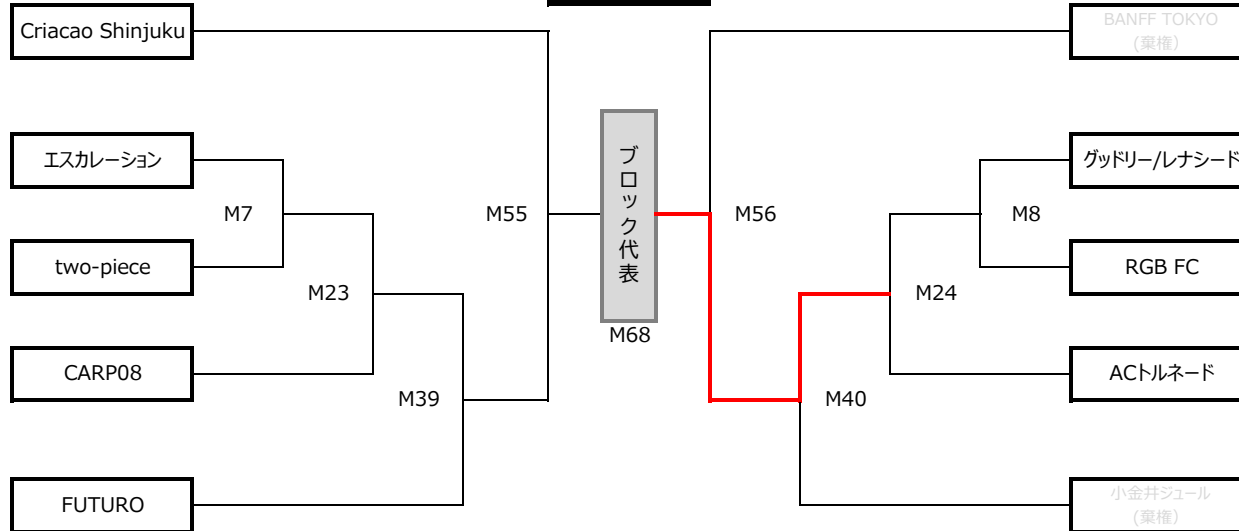 Criacao Shinjuku
BANFF TOKYO
(棄権)
エスカレーション
グッドリー/レナシード
ブロック代表
M7
M55
M56
M8
two-piece
RGB FC
M23
M24
M68
CARP08
ACトルネード
M39
M40
FUTURO
小金井ジュール
(棄権)